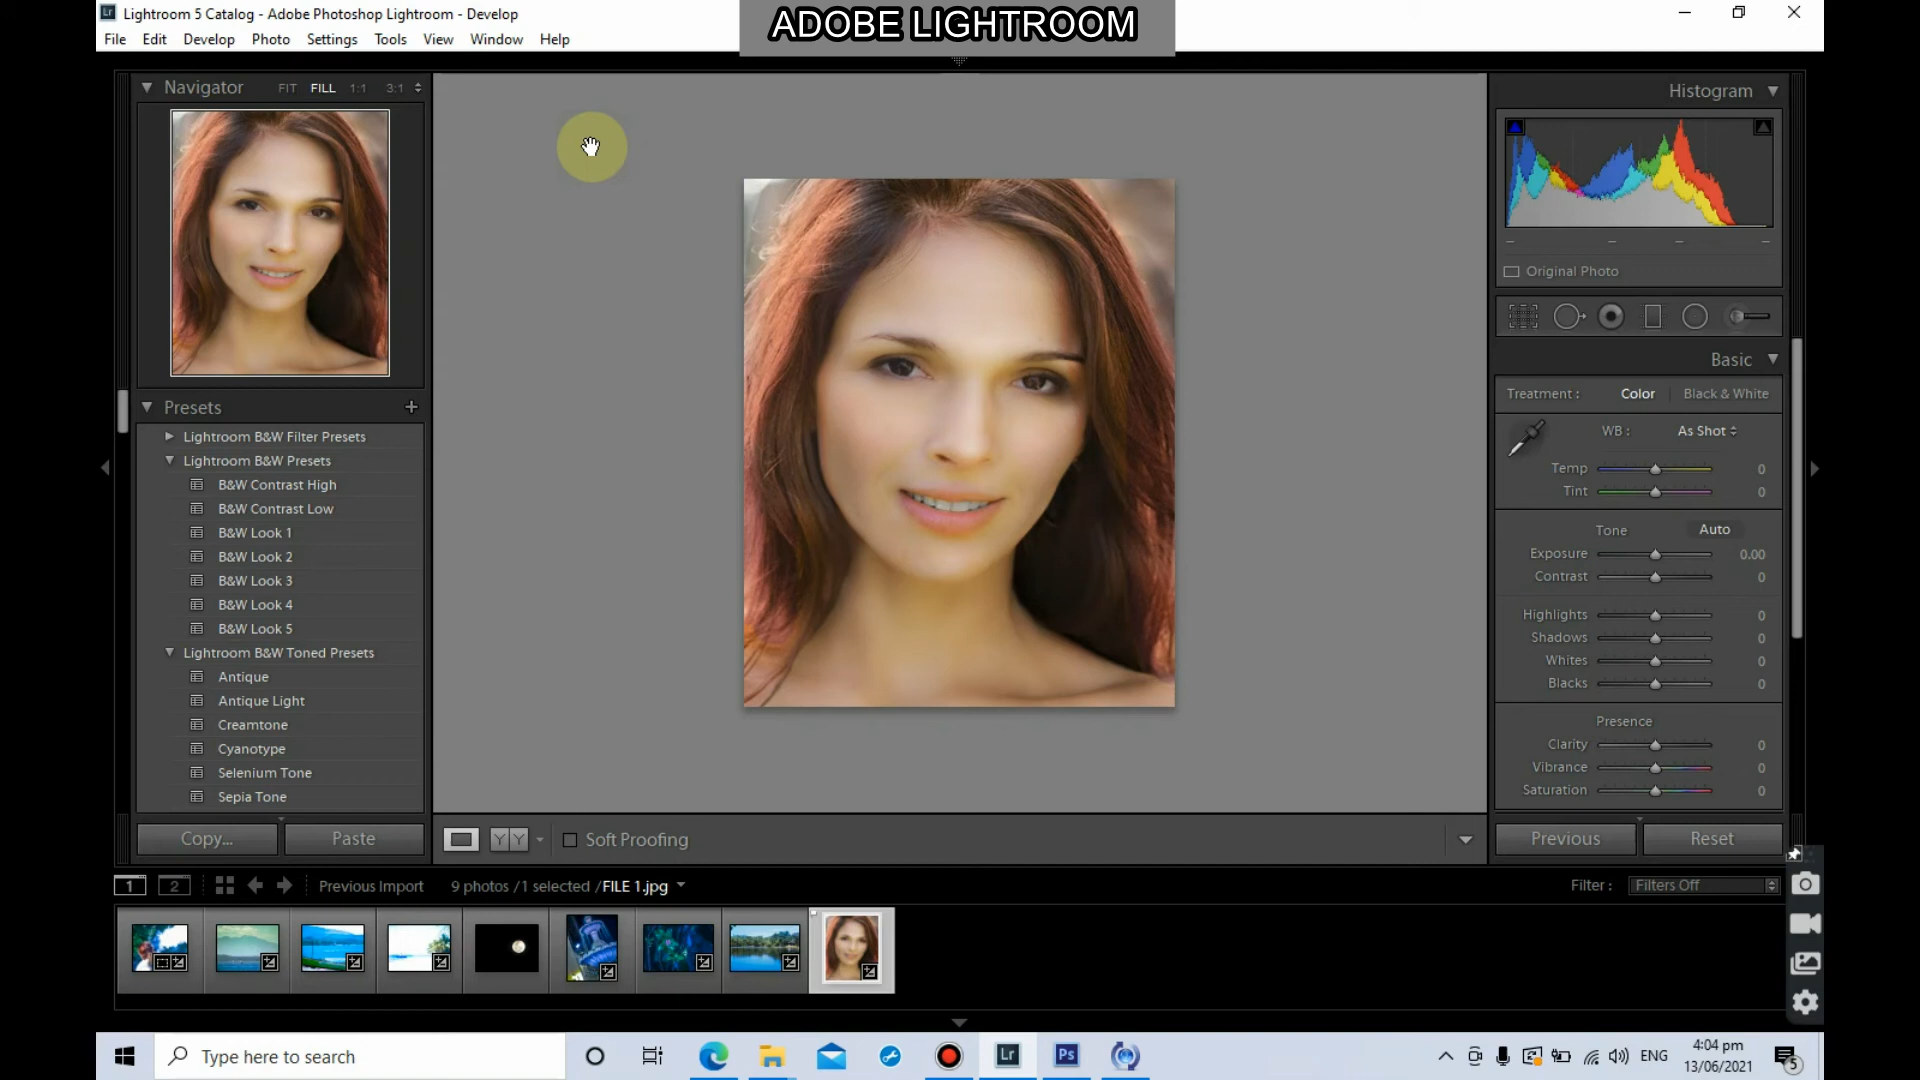 Lightroom 5 Catalog - Adobe Photoshop Lightroom - Develop
ADOBE LIGHTROOM
File Edit Develop Photo Settings Tools View Window Help
Navigator FIT FILL 1:1 3:1
Histogram
Original Photo
Basic
Treatment : Color Black & White
WB : As Shot
Temp 0
Tint 0
Tone Auto
Exposure 0.00
Contrast 0
Highlights 0
Shadows 0
Whites 0
Blacks 0
Presence
Clarity 0
Vibrance 0
Saturation 0
Presets +
Lightroom B&W Filter Presets
Lightroom B&W Presets
B&W Contrast High
B&W Contrast Low
B&W Look 1
B&W Look 2
B&W Look 3
B&W Look 4
B&W Look 5
Lightroom B&W Toned Presets
Antique
Antique Light
Creamtone
Cyanotype
Selenium Tone
Sepia Tone
Copy... Paste
Y Y Soft Proofing
Previous Reset
1 2 Previous Import 9 photos / 1 selected / FILE 1.jpg
Filter : Filters Off
Type here to search
Lr Ps
ENG
4:04 pm
13/06/2021
5